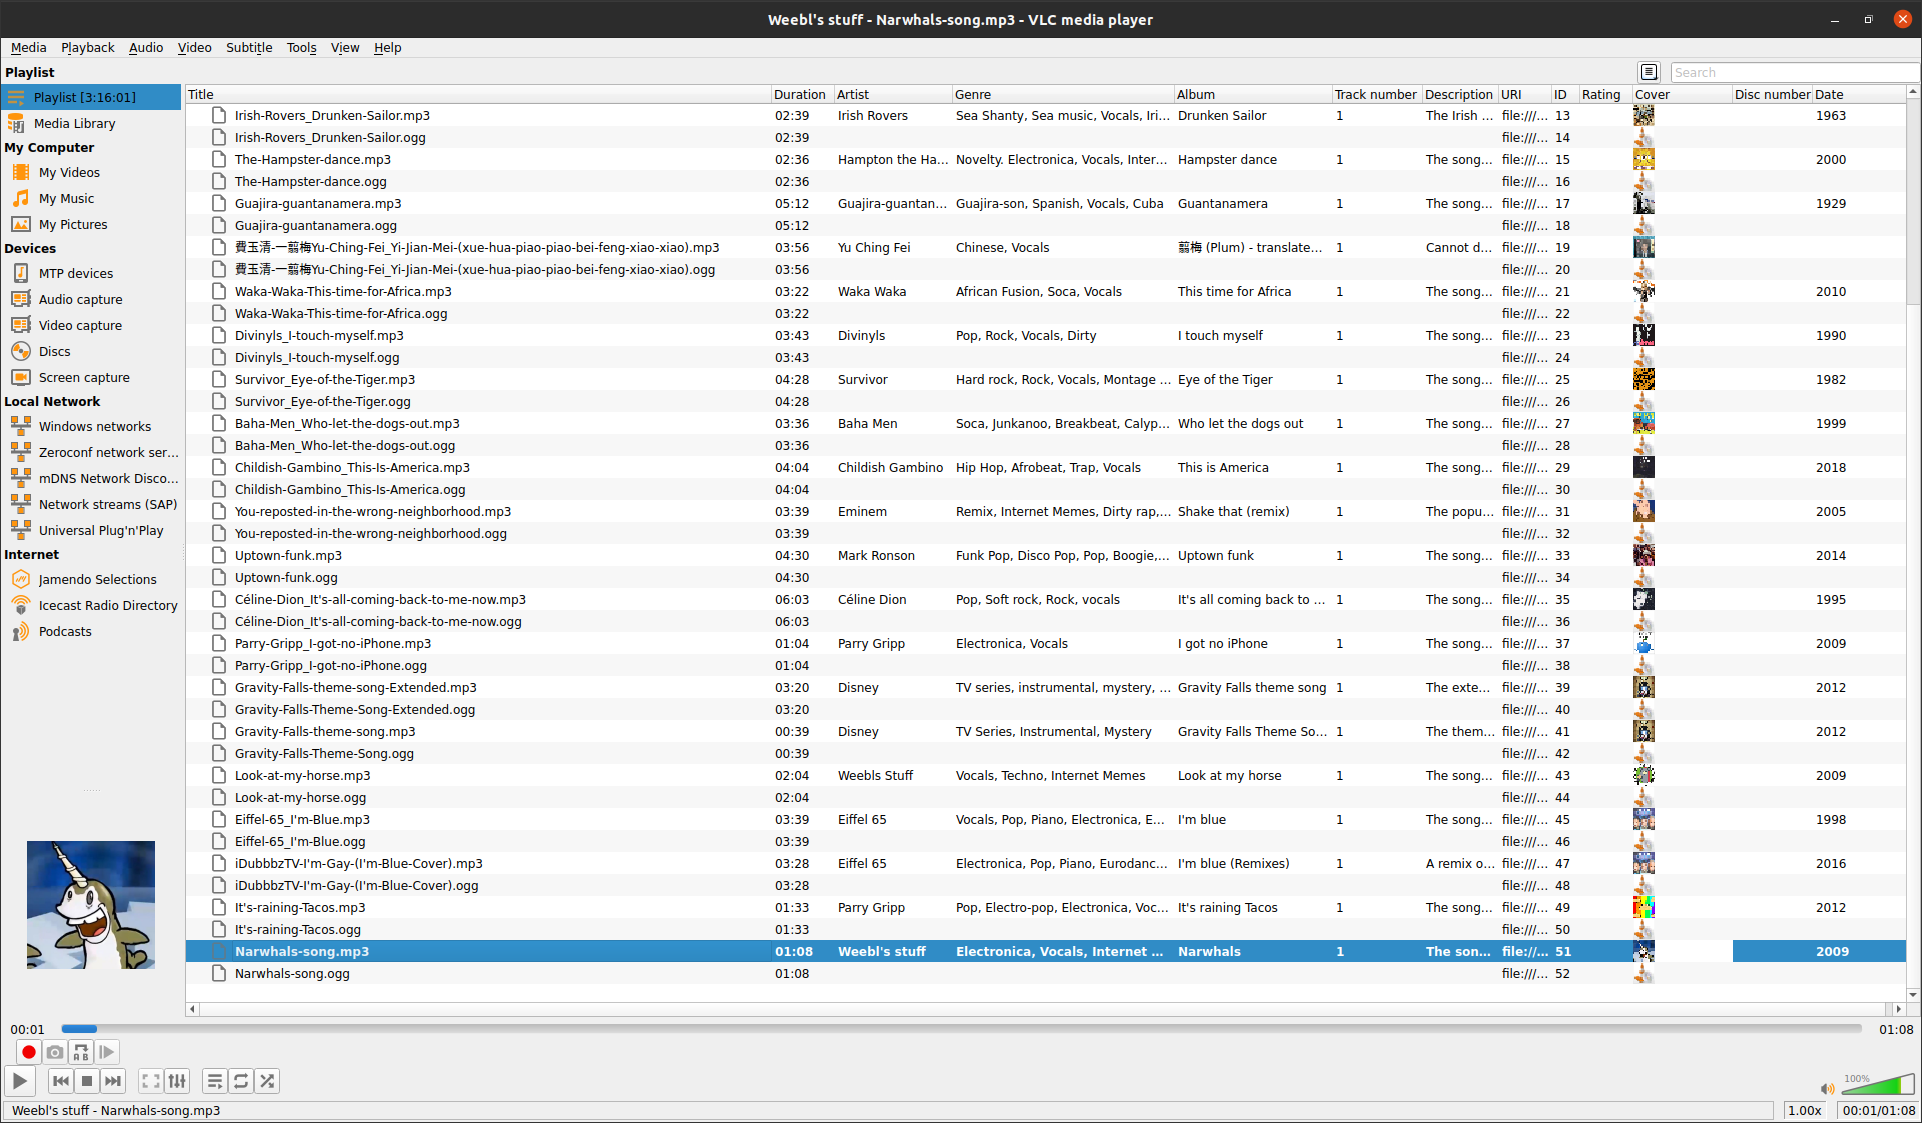 Weebl's stuff - Narwhals-song.mp3 - VLC media player
Media Playback Audio Video Subtitle Tools View Help
Playlist
Search
Playlist [3:16:01]
Media Library
My Computer
My Videos
My Music
My Pictures
Devices
MTP devices
Audio capture
Video capture
Discs
Screen capture
Local Network
Windows networks
Zeroconf network ser...
mDNS Network Disco...
Network streams (SAP)
Universal Plug'n'Play
Internet
Jamendo Selections
Icecast Radio Directory
Podcasts
Title Duration Artist Genre Album Track number Description URI ID Rating Cover Disc number Date
Irish-Rovers_Drunken-Sailor.mp3 02:39 Irish Rovers Sea Shanty, Sea music, Vocals, Iri... Drunken Sailor 1 The Irish ... file:///... 13 1963
Irish-Rovers_Drunken-Sailor.ogg 02:39 file:///... 14
The-Hampster-dance.mp3 02:36 Hampton the Ha... Novelty. Electronica, Vocals, Inter... Hampster dance 1 The song... file:///... 15 2000
The-Hampster-dance.ogg 02:36 file:///... 16
Guajira-guantanamera.mp3 05:12 Guajira-guantan... Guajira-son, Spanish, Vocals, Cuba Guantanamera 1 The song... file:///... 17 1929
Guajira-guantanamera.ogg 05:12 file:///... 18
費玉清-一翦梅Yu-Ching-Fei_Yi-Jian-Mei-(xue-hua-piao-piao-bei-feng-xiao-xiao).mp3 03:56 Yu Ching Fei Chinese, Vocals 翦梅 (Plum) - translate... 1 Cannot d... file:///... 19
費玉清-一翦梅Yu-Ching-Fei_Yi-Jian-Mei-(xue-hua-piao-piao-bei-feng-xiao-xiao).ogg 03:56 file:///... 20
Waka-Waka-This-time-for-Africa.mp3 03:22 Waka Waka African Fusion, Soca, Vocals This time for Africa 1 The song... file:///... 21 2010
Waka-Waka-This-time-for-Africa.ogg 03:22 file:///... 22
Divinyls_I-touch-myself.mp3 03:43 Divinyls Pop, Rock, Vocals, Dirty I touch myself 1 The song... file:///... 23 1990
Divinyls_I-touch-myself.ogg 03:43 file:///... 24
Survivor_Eye-of-the-Tiger.mp3 04:28 Survivor Hard rock, Rock, Vocals, Montage ... Eye of the Tiger 1 The song... file:///... 25 1982
Survivor_Eye-of-the-Tiger.ogg 04:28 file:///... 26
Baha-Men_Who-let-the-dogs-out.mp3 03:36 Baha Men Soca, Junkanoo, Breakbeat, Calyp... Who let the dogs out 1 The song... file:///... 27 1999
Baha-Men_Who-let-the-dogs-out.ogg 03:36 file:///... 28
Childish-Gambino_This-Is-America.mp3 04:04 Childish Gambino Hip Hop, Afrobeat, Trap, Vocals This is America 1 The song... file:///... 29 2018
Childish-Gambino_This-Is-America.ogg 04:04 file:///... 30
You-reposted-in-the-wrong-neighborhood.mp3 03:39 Eminem Remix, Internet Memes, Dirty rap,... Shake that (remix) 1 The popu... file:///... 31 2005
You-reposted-in-the-wrong-neighborhood.ogg 03:39 file:///... 32
Uptown-funk.mp3 04:30 Mark Ronson Funk Pop, Disco Pop, Pop, Boogie,... Uptown funk 1 The song... file:///... 33 2014
Uptown-funk.ogg 04:30 file:///... 34
Céline-Dion_It's-all-coming-back-to-me-now.mp3 06:03 Céline Dion Pop, Soft rock, Rock, vocals It's all coming back to ... 1 The song... file:///... 35 1995
Céline-Dion_It's-all-coming-back-to-me-now.ogg 06:03 file:///... 36
Parry-Gripp_I-got-no-iPhone.mp3 01:04 Parry Gripp Electronica, Vocals I got no iPhone 1 The song... file:///... 37 2009
Parry-Gripp_I-got-no-iPhone.ogg 01:04 file:///... 38
Gravity-Falls-theme-song-Extended.mp3 03:20 Disney TV series, instrumental, mystery, ... Gravity Falls theme song 1 The exte... file:///... 39 2012
Gravity-Falls-Theme-Song-Extended.ogg 03:20 file:///... 40
Gravity-Falls-theme-song.mp3 00:39 Disney TV Series, Instrumental, Mystery Gravity Falls Theme So... 1 The them... file:///... 41 2012
Gravity-Falls-Theme-Song.ogg 00:39 file:///... 42
Look-at-my-horse.mp3 02:04 Weebls Stuff Vocals, Techno, Internet Memes Look at my horse 1 The song... file:///... 43 2009
Look-at-my-horse.ogg 02:04 file:///... 44
Eiffel-65_I'm-Blue.mp3 03:39 Eiffel 65 Vocals, Pop, Piano, Electronica, E... I'm blue 1 The song... file:///... 45 1998
Eiffel-65_I'm-Blue.ogg 03:39 file:///... 46
iDubbbzTV-I'm-Gay-(I'm-Blue-Cover).mp3 03:28 Eiffel 65 Electronica, Pop, Piano, Eurodanc... I'm blue (Remixes) 1 A remix o... file:///... 47 2016
iDubbbzTV-I'm-Gay-(I'm-Blue-Cover).ogg 03:28 file:///... 48
It's-raining-Tacos.mp3 01:33 Parry Gripp Pop, Electro-pop, Electronica, Voc... It's raining Tacos 1 The song... file:///... 49 2012
It's-raining-Tacos.ogg 01:33 file:///... 50
Narwhals-song.mp3 01:08 Weebl's stuff Electronica, Vocals, Internet ... Narwhals 1 The son... file://... 51 2009
Narwhals-song.ogg 01:08 file:///... 52
00:01 01:08
A B
100%
Weebl's stuff - Narwhals-song.mp3 1.00x 00:01/01:08